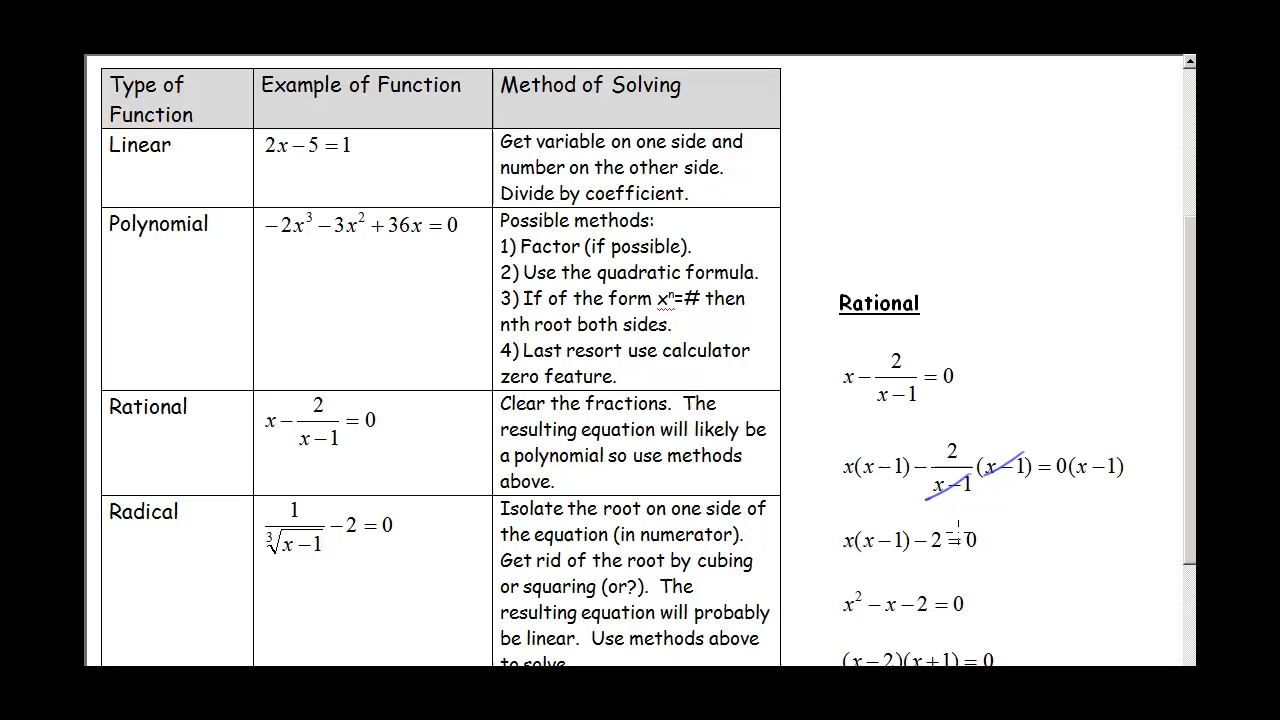 Type of Function
Example of Function
Method of Solving
Linear
2x − 5 = 1
Get variable on one side and
number on the other side.
Divide by coefficient.
Polynomial
−2x³ − 3x² + 36x = 0
Possible methods:
1) Factor (if possible).
2) Use the quadratic formula.
3) If of the form xⁿ=# then
nth root both sides.
4) Last resort use calculator
zero feature.
Rational
x − 2/(x − 1) = 0
Clear the fractions. The
resulting equation will likely be
a polynomial so use methods
above.
Radical
1/∛(x − 1) − 2 = 0
Isolate the root on one side of
the equation (in numerator).
Get rid of the root by cubing
or squaring (or?). The
resulting equation will probably
be linear. Use methods above
to solve
Rational
x − 2/(x − 1) = 0
x(x − 1) − 2/(x − 1) (x − 1) = 0(x − 1)
x(x − 1) − 2 = 0
x² − x − 2 = 0
(x − 2)(x + 1) = 0